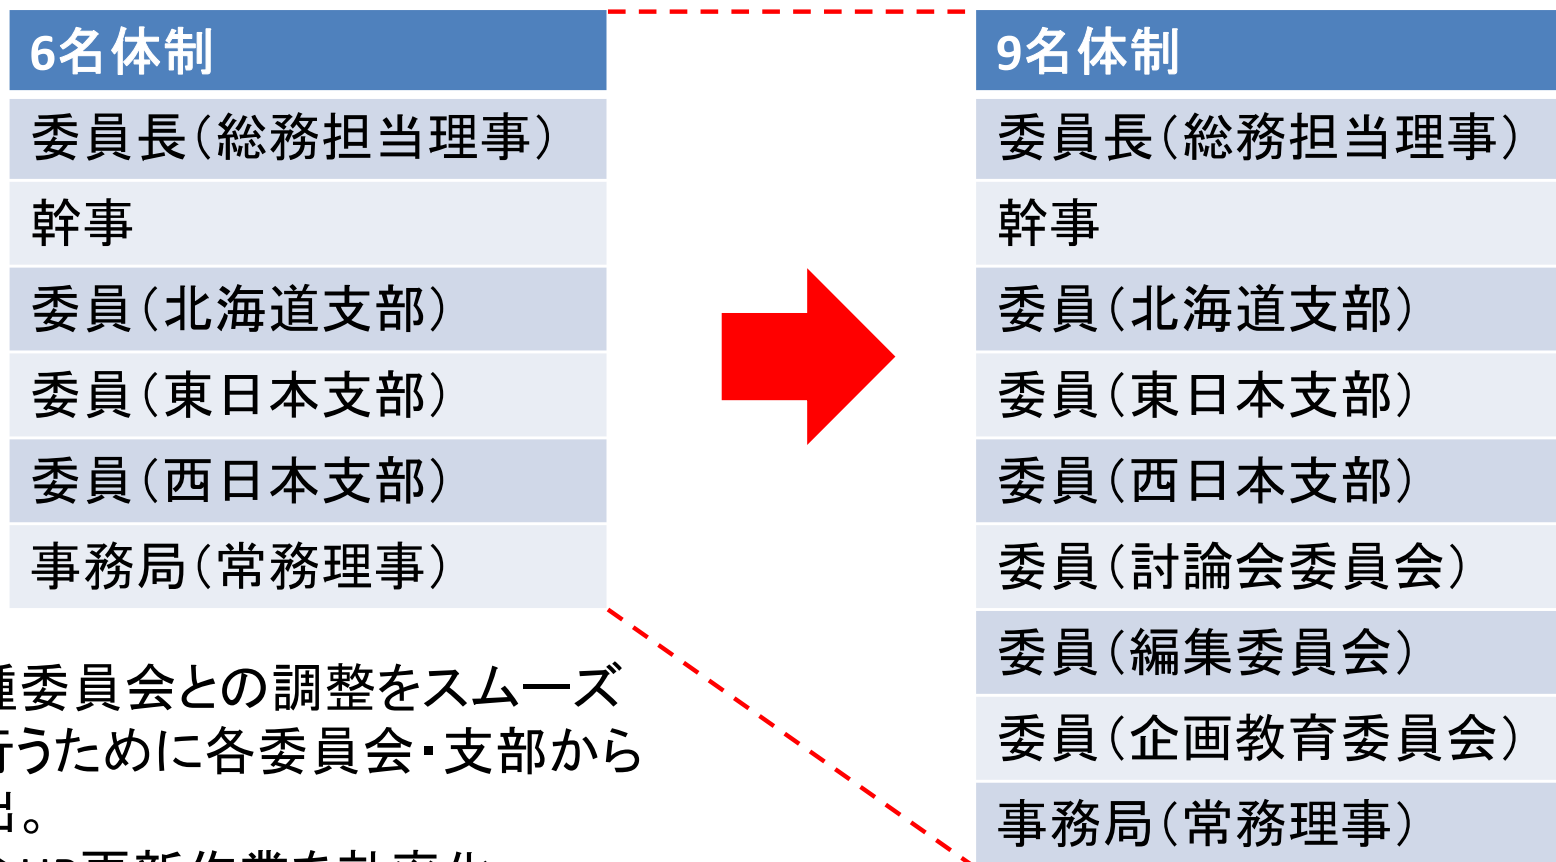 6名体制
委員長（総務担当理事）
幹事
委員（北海道支部）
委員（東日本支部）
委員（西日本支部）
事務局（常務理事）
種委員会との調整をスムーズ
行うために各委員会・支部から
出。
9名体制
委員長（総務担当理事）
幹事
委員（北海道支部）
委員（東日本支部）
委員（西日本支部）
委員（討論会委員会）
委員（編集委員会）
委員（企画教育委員会）
事務局（常務理事）